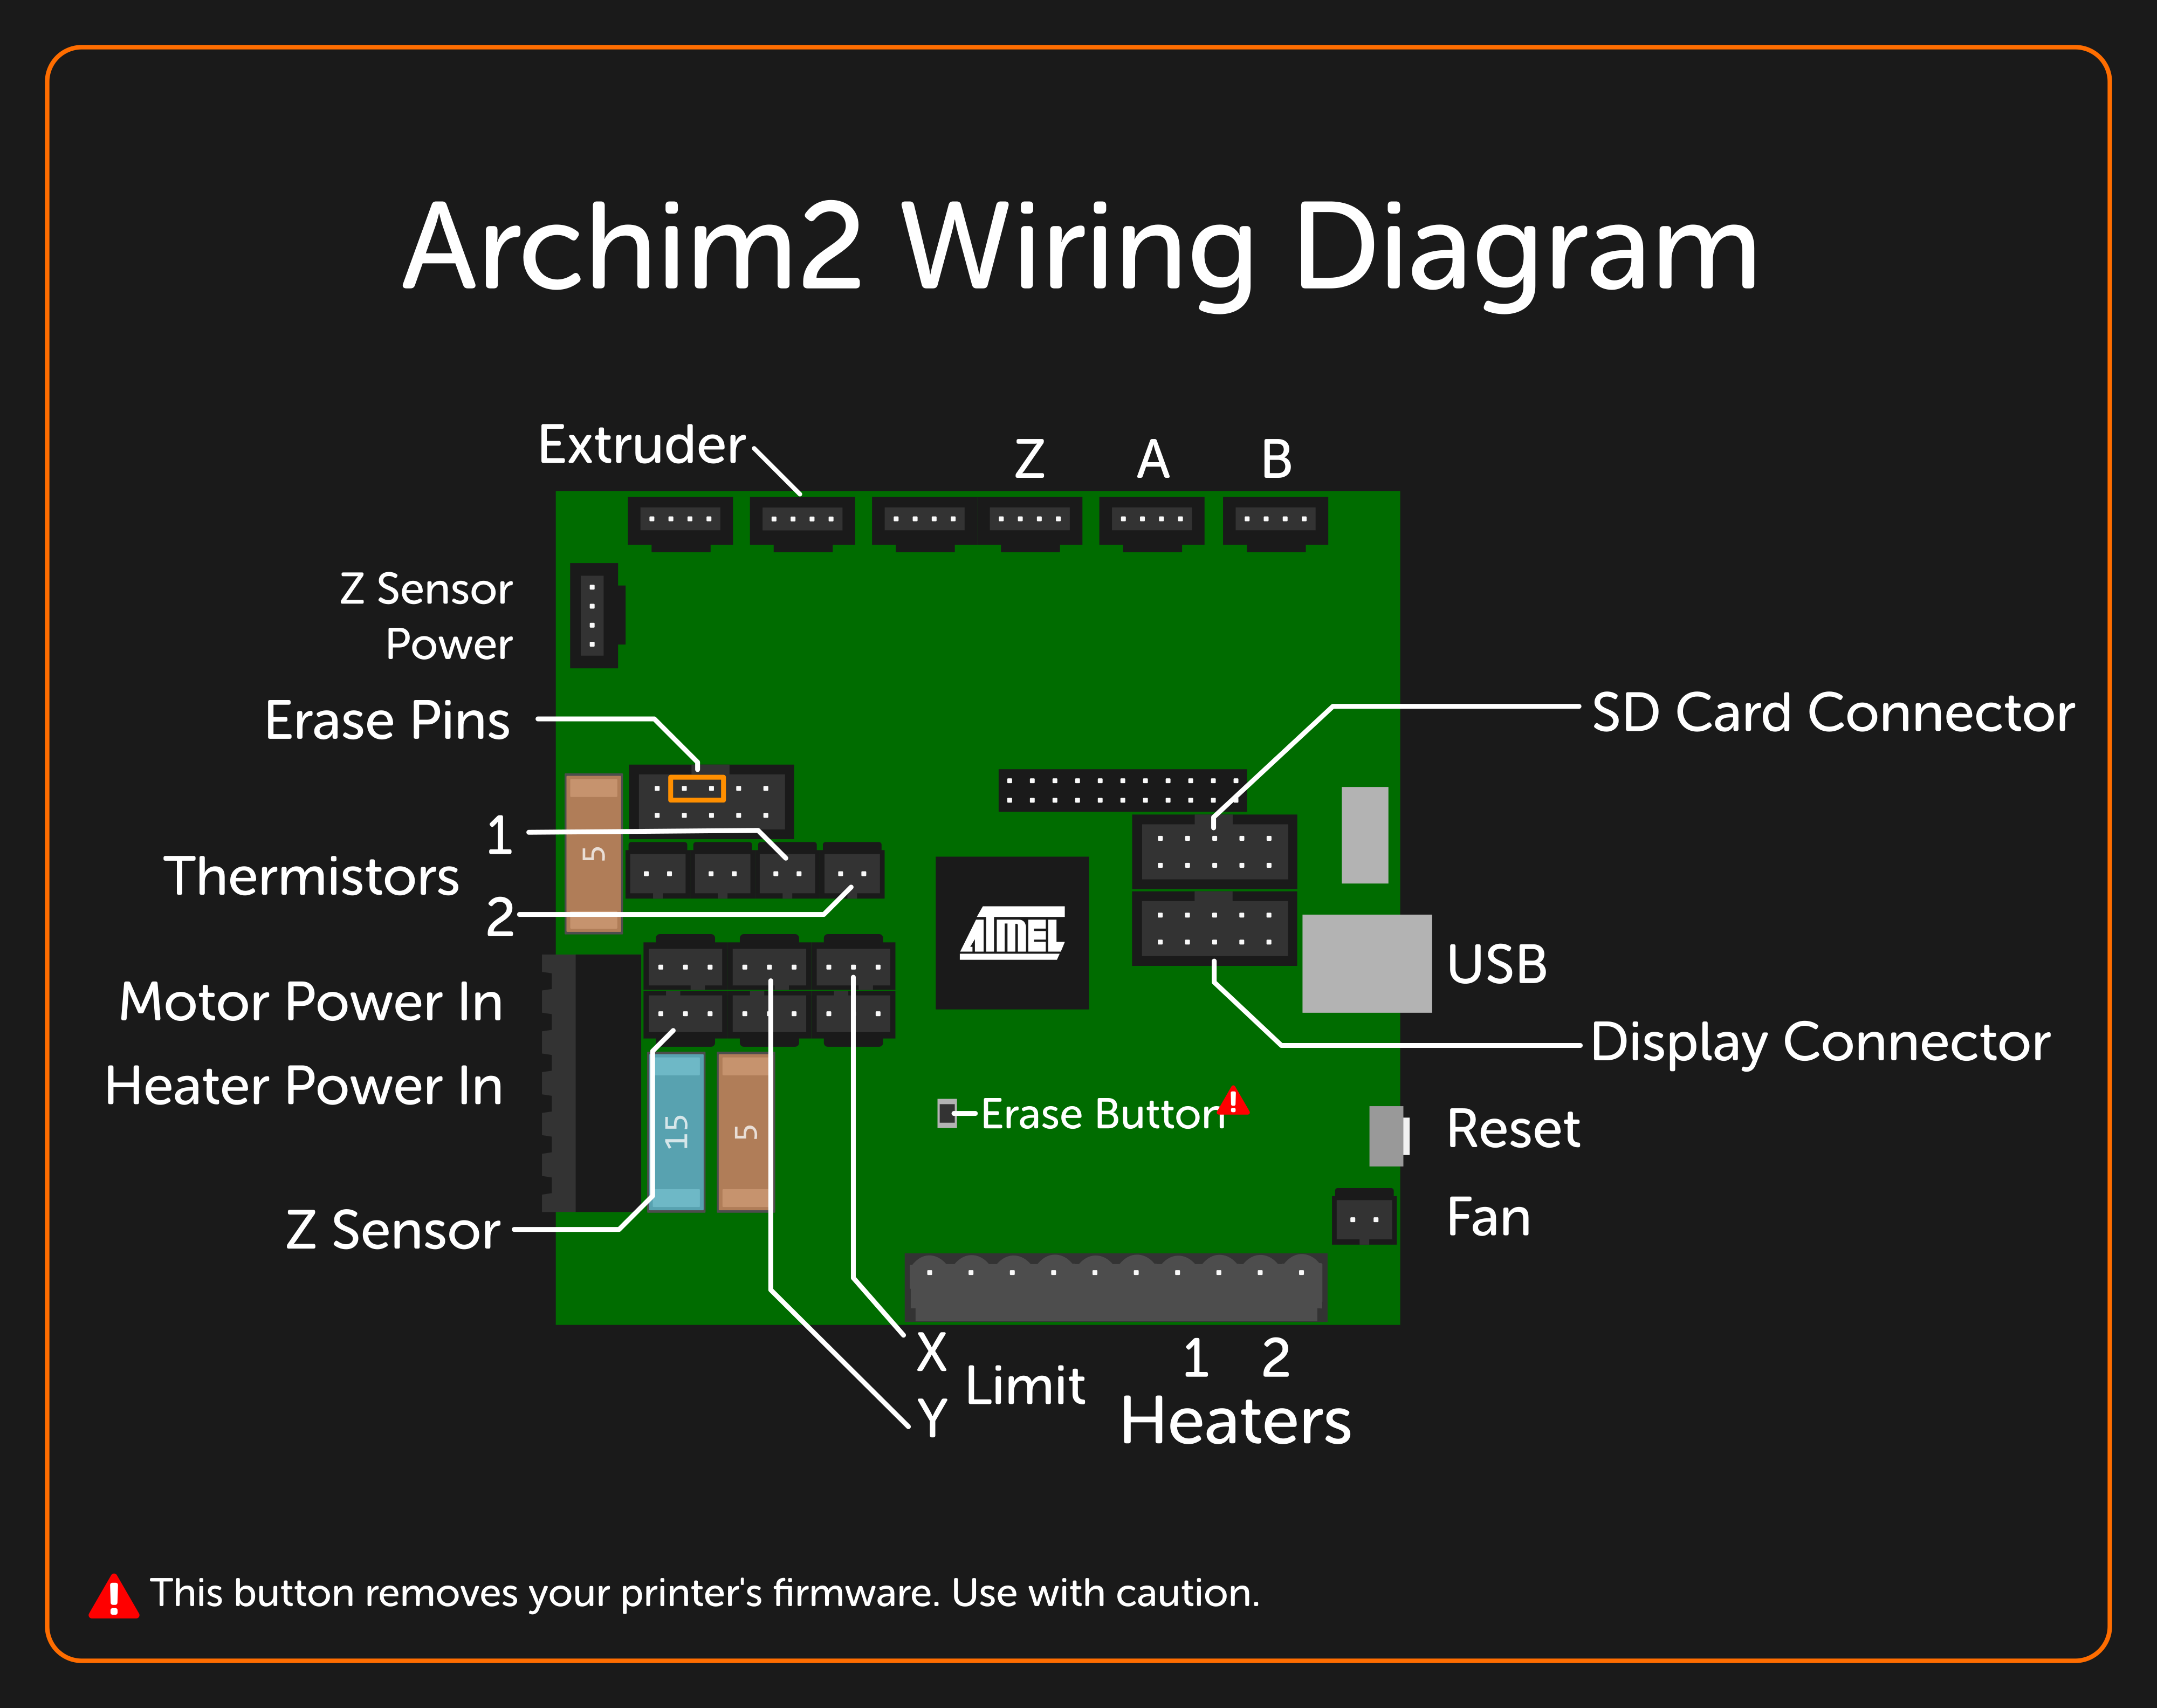 Archim2 Wiring Diagram
Extruder
Z
A
B
Z Sensor
Power
Erase Pins
SD Card Connector
1
5
Thermistors
2
ATMEL
USB
Motor Power In
Display Connector
Heater Power In
15
5
Erase Button
Reset
Z Sensor
Fan
X
Y
Limit
1
2
Heaters
This button removes your printer's firmware. Use with caution.